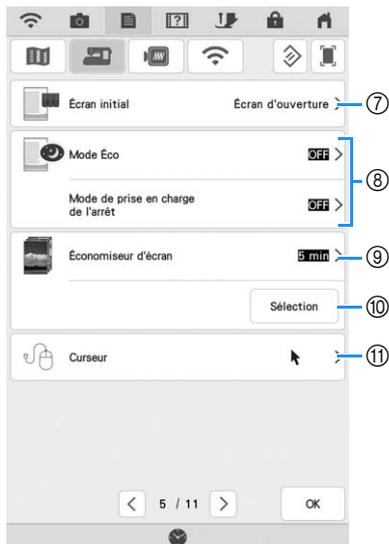 Écran initial Écran d'ouverture > ⑦
Mode Éco OFF >
⑧
Mode de prise en charge
de l'arrêt OFF >
Économiseur d'écran 5 min > ⑨
Sélection ⑩
Curseur > ⑪
< 5 / 11 > OK